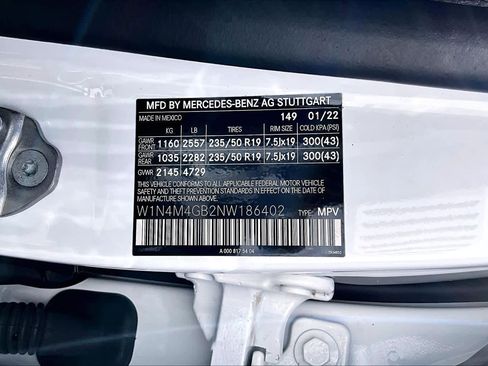 MFD BY MERCEDES-BENZ AG STUTTGART
MADE IN MEXICO 149 01/22
KG LB TIRES RIM SIZE COLD KPA(PSI)
GAWR FRONT 1160 2557 235/50 R19 7.5Jx19 300(43)
GAWR REAR 1035 2282 235/50 R19 7.5Jx19 300(43)
GWR 2145 4729
THIS VEHICLE CONFORMS TO ALL APPLICABLE FEDERAL MOTOR VEHICLE
SAFETY AND THEFT PREVENTION STANDARDS IN EFFECT ON THE DATE OF
MANUFACTURE SHOWN ABOVE.
W1N4M4GB2NW186402 TYPE: MPV
A 000 817 54 04